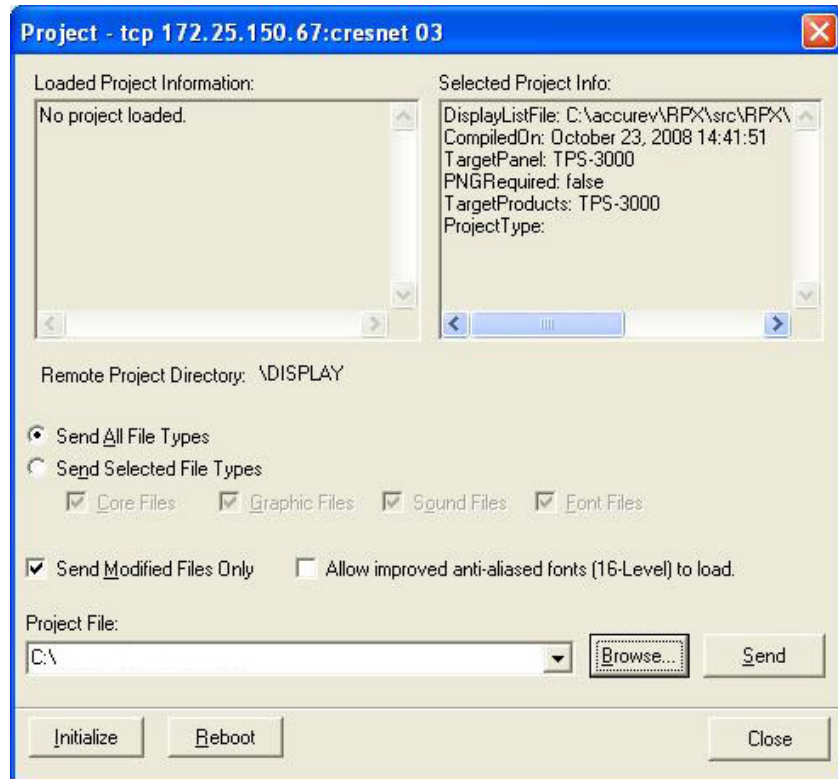 Project - tcp 172.25.150.67:cresnet 03
Loaded Project Information:
No project loaded.
Selected Project Info:
DisplayListFile: C:\accurev\RPX\src\RPX\
CompiledOn: October 23, 2008 14:41:51
TargetPanel: TPS-3000
PNGRequired: false
TargetProducts: TPS-3000
ProjectType:
Remote Project Directory: \DISPLAY
Send All File Types
Send Selected File Types
Core Files Graphic Files Sound Files Font Files
Send Modified Files Only Allow improved anti-aliased fonts (16-Level) to load.
Project File:
C:\ Browse... Send
Initialize Reboot Close